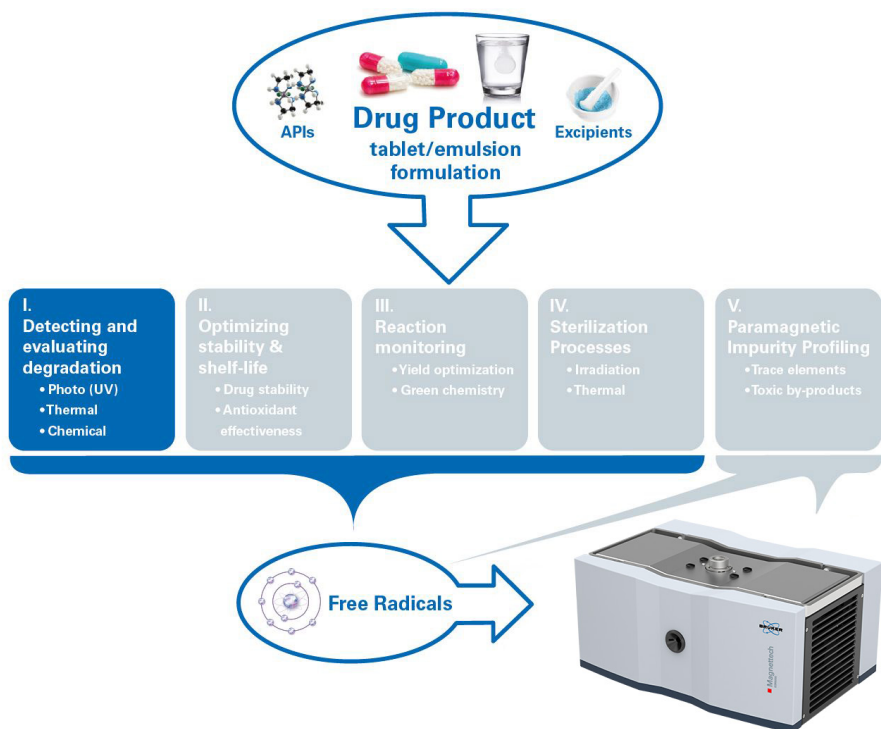 APIs
Drug Product
tablet/emulsion
formulation
Excipients
I.
Detecting and
evaluating
degradation
• Photo (UV)
• Thermal
• Chemical
II.
Optimizing
stability &
shelf-life
• Drug stability
• Antioxidant
effectiveness
III.
Reaction
monitoring
• Yield optimization
• Green chemistry
IV.
Sterilization
Processes
• Irradiation
• Thermal
V.
Paramagnetic
Impurity Profiling
• Trace elements
• Toxic by-products
Free Radicals
BRUKER
Magnettech